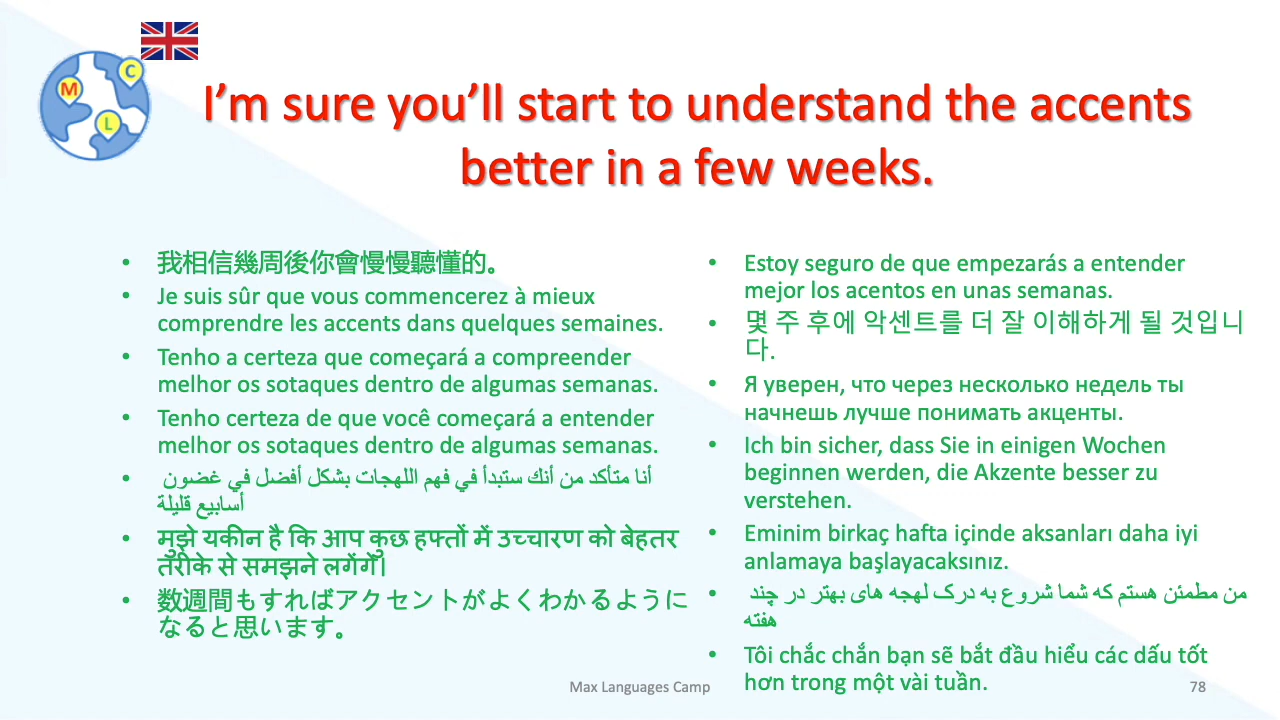 M
C
L
I’m sure you’ll start to understand the accents
better in a few weeks.
• 我相信幾周後你會慢慢聽懂的。
• Je suis sûr que vous commencerez à mieux
comprendre les accents dans quelques semaines.
• Tenho a certeza que começará a compreender
melhor os sotaques dentro de algumas semanas.
• Tenho certeza de que você começará a entender
melhor os sotaques dentro de algumas semanas.
• أنا متأكد من أنك ستبدأ في فهم اللهجات بشكل أفضل في غضون
أسابيع قليلة
• मुझे यकीन है कि आप कुछ हफ्तों में उच्चारण को बेहतर
तरीके से समझने लगेंगे।
• 数週間もすればアクセントがよくわかるように
なると思います。
• Estoy seguro de que empezarás a entender
mejor los acentos en unas semanas.
• 몇 주 후에 악센트를 더 잘 이해하게 될 것입니
다.
• Я уверен, что через несколько недель ты
начнешь лучше понимать акценты.
• Ich bin sicher, dass Sie in einigen Wochen
beginnen werden, die Akzente besser zu
verstehen.
• Eminim birkaç hafta içinde aksanları daha iyi
anlamaya başlayacaksınız.
• من مطمئن هستم که شما شروع به درک لهجه های بهتر در چند
هفته
• Tôi chắc chắn bạn sẽ bắt đầu hiểu các dấu tốt
hơn trong một vài tuần.
Max Languages Camp
78